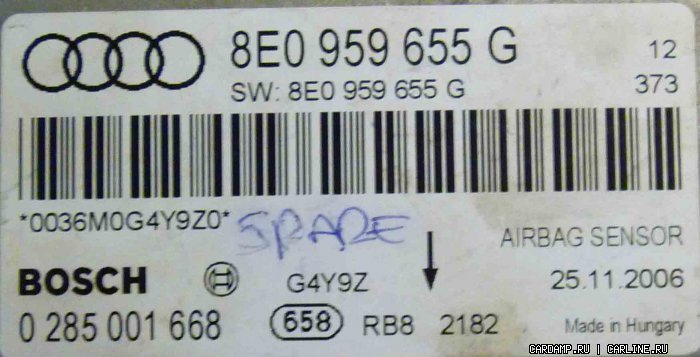 8E0 959 655 G 12
SW: 8E0 959 655 G 373
*0036M0G4Y9Z0*
SPARE
AIRBAG SENSOR
BOSCH G4Y9Z 25.11.2006
0 285 001 668 658 RB8 2182 Made in Hungary
CARDAMP.RU | CARLINE.RU